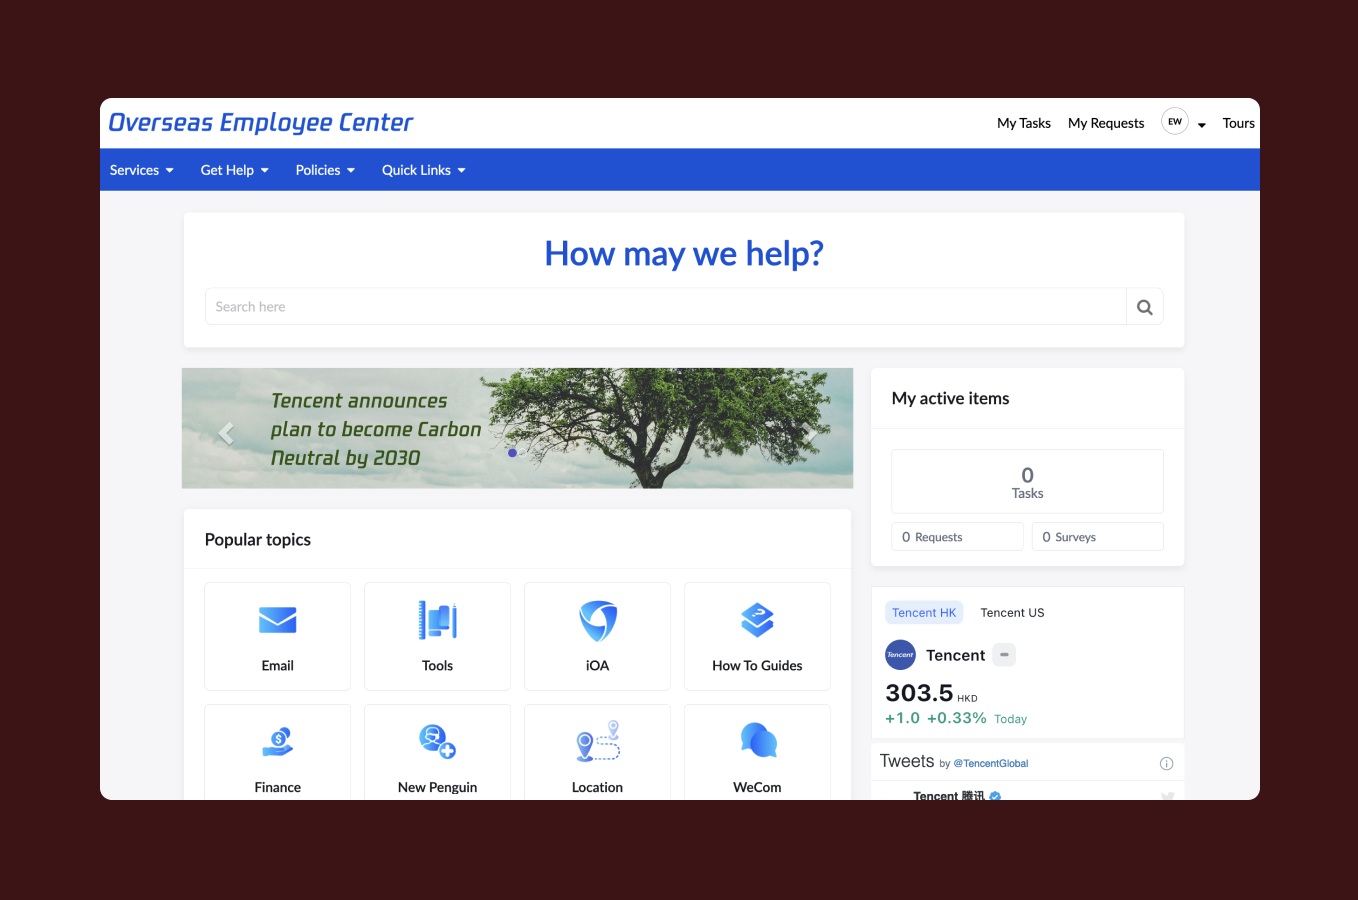 Overseas Employee Center
My Tasks My Requests EW Tours
Services Get Help Policies Quick Links
How may we help?
Search here
Tencent announces
plan to become Carbon
Neutral by 2030
My active items
0
Tasks
0 Requests 0 Surveys
Popular topics
Email Tools iOA How To Guides
Finance New Penguin Location WeCom
Tencent HK Tencent US
Tencent Tencent
303.5 HKD
+1.0 +0.33% Today
Tweets by @TencentGlobal
Tencent 腾讯